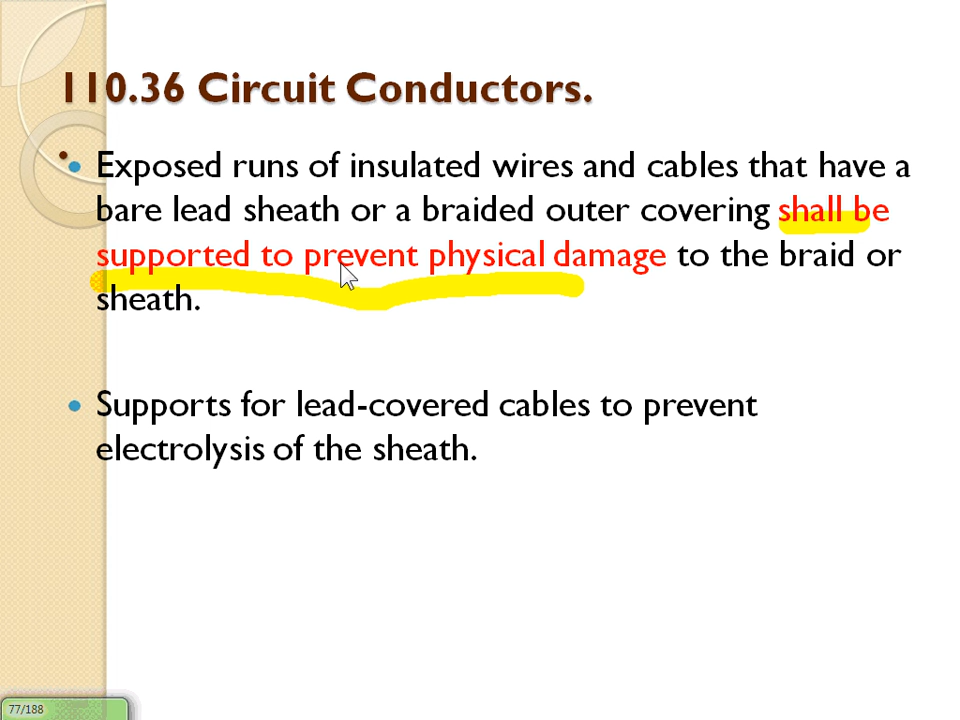 110.36 Circuit Conductors.
• Exposed runs of insulated wires and cables that have a
bare lead sheath or a braided outer covering shall be
supported to prevent physical damage to the braid or
sheath.
• Supports for lead-covered cables to prevent
electrolysis of the sheath.
77/188